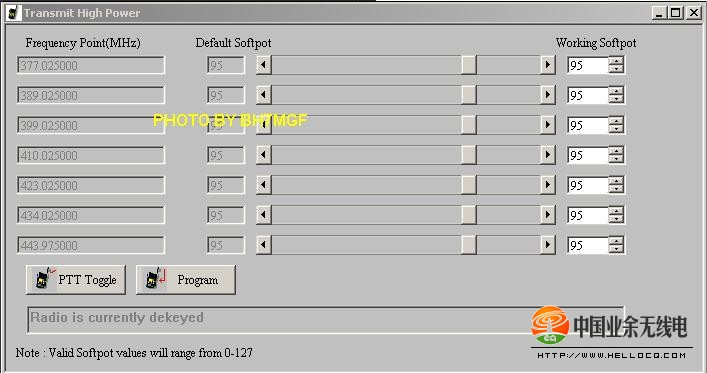 Transmit High Power
Frequency Point(MHz) Default Softpot Working Softpot
377.025000 95 95
389.025000 95 95
399.025000 95 95
PHOTO BY BH7MGF
410.025000 95 95
423.025000 95 95
434.025000 95 95
443.975000 95 95
PTT Toggle Program
Radio is currently dekeyed
CQ 中国业余无线电
HTTP://WWW.HELLOCQ.COM
Note : Valid Softpot values will range from 0-127